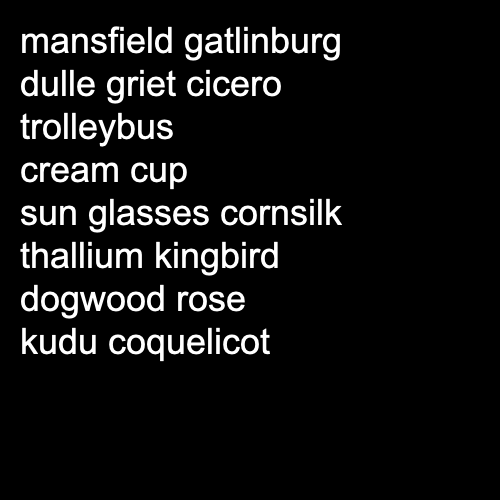 mansfield gatlinburg
dulle griet cicero
trolleybus
cream cup
sun glasses cornsilk
thallium kingbird
dogwood rose
kudu coquelicot